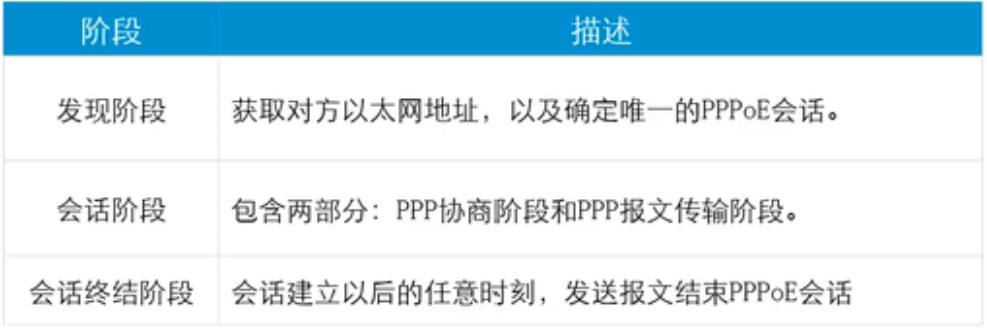 阶段 描述
发现阶段 获取对方以太网地址，以及确定唯一的PPPoE会话。
会话阶段 包含两部分：PPP协商阶段和PPP报文传输阶段。
会话终结阶段 会话建立以后的任意时刻，发送报文结束PPPoE会话